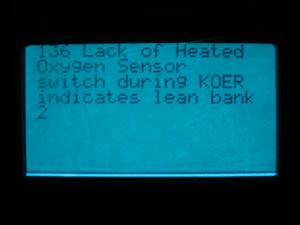 136 Lack of Heated
Oxygen Sensor
switch during KOER
indicates lean bank
2